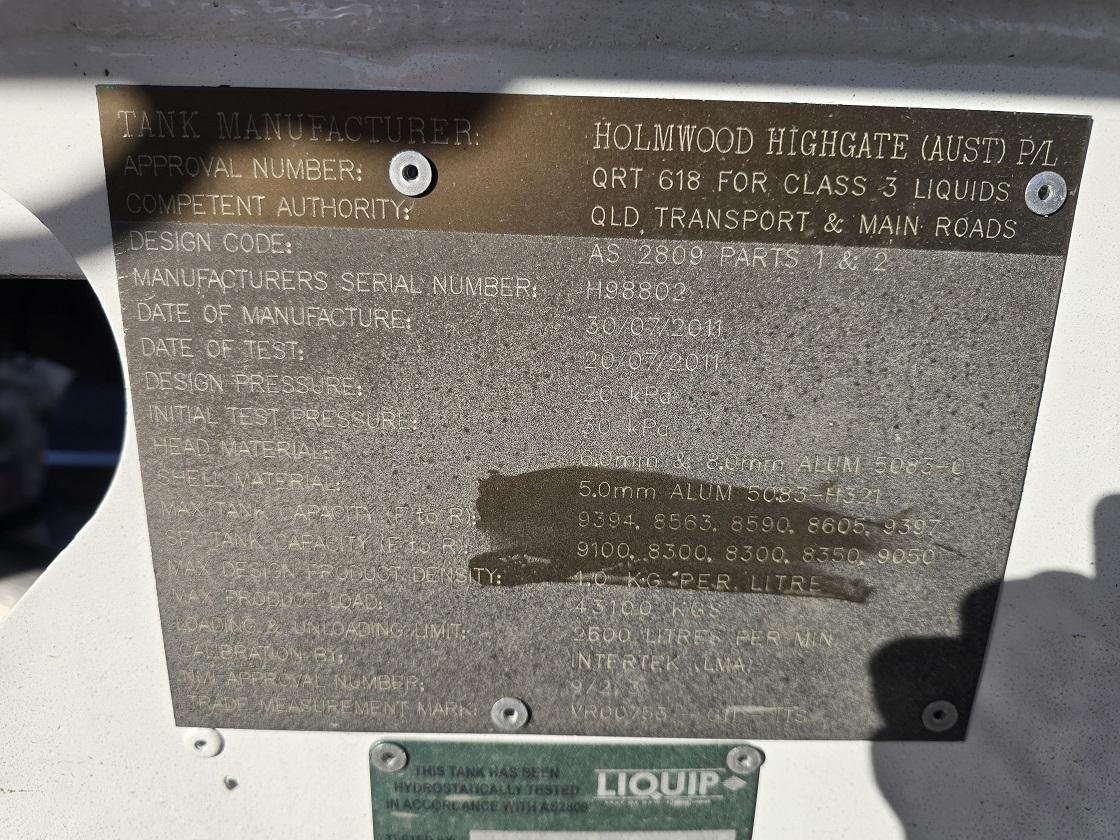 TANK MANUFACTURER: HOLMWOOD HIGHGATE (AUST) P/L
APPROVAL NUMBER: QRT 618 FOR CLASS 3 LIQUIDS
COMPETENT AUTHORITY: QLD. TRANSPORT & MAIN ROADS
DESIGN CODE: AS 2809 PARTS 1 & 2
MANUFACTURERS SERIAL NUMBER: H98802
DATE OF MANUFACTURE: 30/07/2011
DATE OF TEST: 20/07/2011
DESIGN PRESSURE: 20 kPa
INITIAL TEST PRESSURE: 30 kPa
HEAD MATERIAL: 6.0mm & 8.0mm ALUM 5083-0
SHELL MATERIAL: 5.0mm ALUM 5083-H321
MAX TANK CAPACITY (F to R): 9394, 8563, 8590, 8605, 9397
SFL TANK CAPACITY (F to R): 9100, 8300, 8300, 8350, 9050
MAX DESIGN PRODUCT DENSITY: 1.0 KG PER. LITRE
MAX PRODUCT LOAD: 43100 KGS
LOADING & UNLOADING LIMIT: 2600 LITRES PER MIN
CALIBRATION BY: INTERTEK (LMA)
NMI APPROVAL NUMBER: 9/2/3
TRADE MEASUREMENT MARK:
THIS TANK HAS BEEN
HYDROSTATICALLY TESTED
IN ACCORDANCE WITH AS2809
LIQUIP
TESTED BY